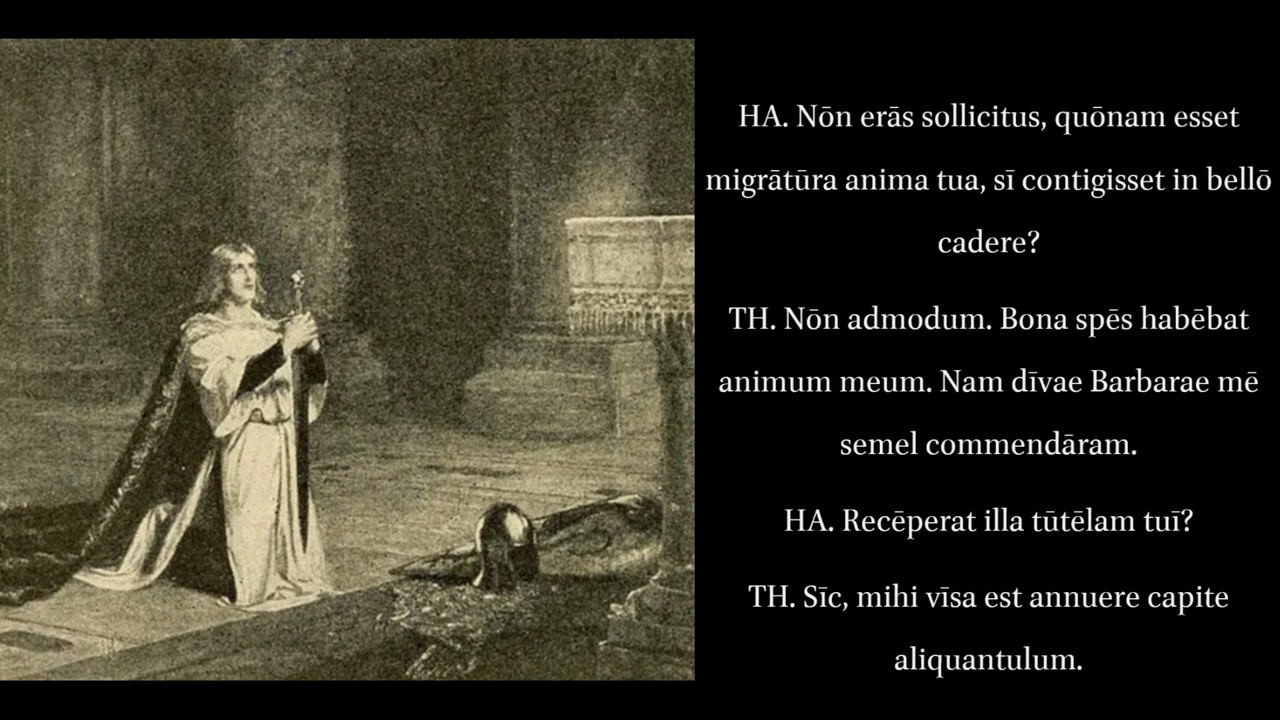 HA. Nōn erās sollicitus, quōnam esset
migrātūra anima tua, sī contigisset in bellō
cadere?
TH. Nōn admodum. Bona spēs habēbat
animum meum. Nam dīvae Barbarae mē
semel commendāram.
HA. Recēperat illa tūtēlam tuī?
TH. Sīc, mihi vīsa est annuere capite
aliquantulum.